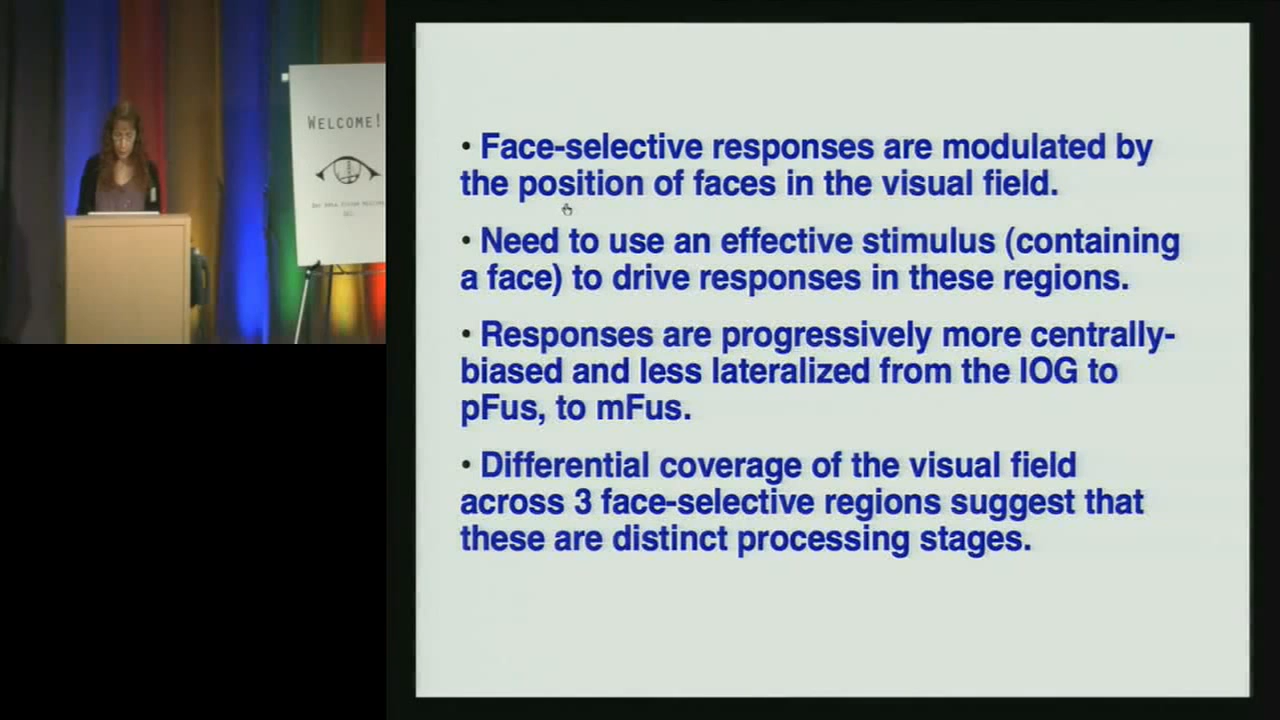 WELCOME!
• Face-selective responses are modulated by
the position of faces in the visual field.
• Need to use an effective stimulus (containing
a face) to drive responses in these regions.
• Responses are progressively more centrally-
biased and less lateralized from the IOG to
pFus, to mFus.
• Differential coverage of the visual field
across 3 face-selective regions suggest that
these are distinct processing stages.